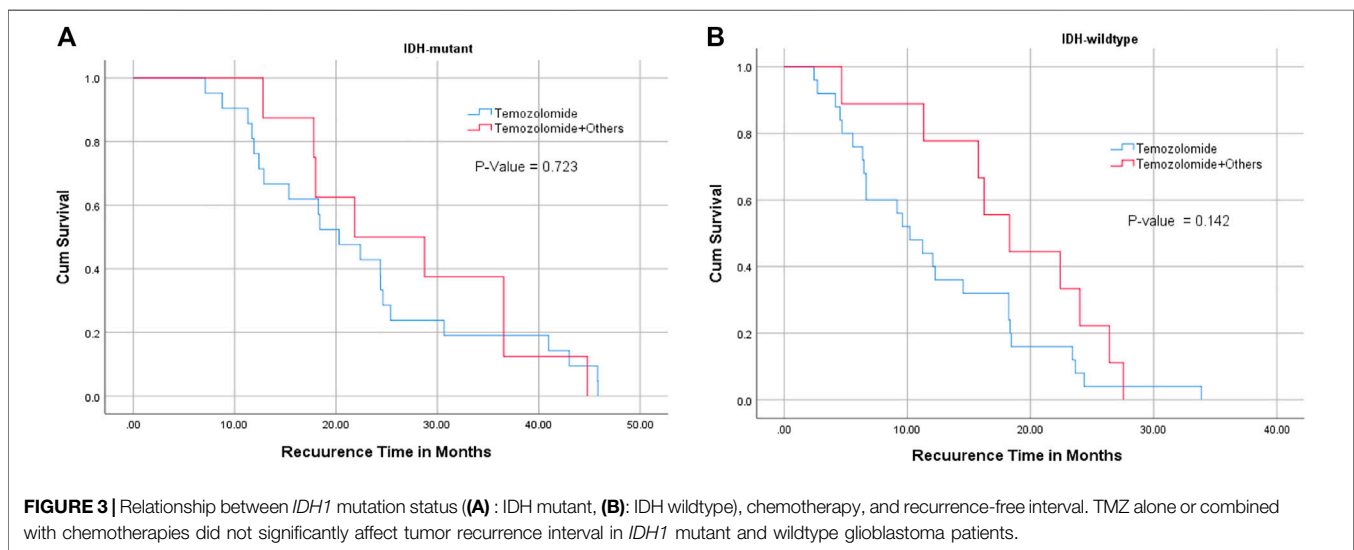 A
IDH-mutant
1.0
0.8
0.6
0.4
0.2
0.0
Cum Survival
Temozolomide
Temozolomide+Others
P-Value = 0.723
.00 10.00 20.00 30.00 40.00 50.00
Recuurence Time in Months
B
IDH-wildtype
1.0
0.8
0.6
0.4
0.2
0.0
Cum Survival
Temozolomide
Temozolomide+Others
P-value = 0.142
.00 10.00 20.00 30.00 40.00
Recuurence Time in Months
FIGURE 3 | Relationship between IDH1 mutation status ((A) : IDH mutant, (B): IDH wildtype), chemotherapy, and recurrence-free interval. TMZ alone or combined
with chemotherapies did not significantly affect tumor recurrence interval in IDH1 mutant and wildtype glioblastoma patients.